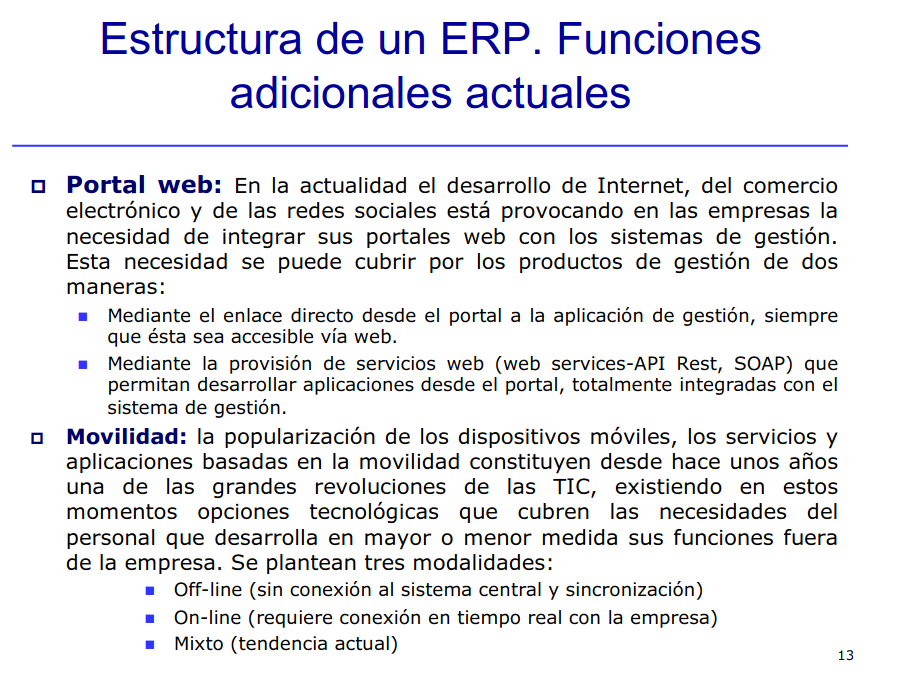 Estructura de un ERP. Funciones
adicionales actuales
Portal web: En la actualidad el desarrollo de Internet, del comercio
electrónico y de las redes sociales está provocando en las empresas la
necesidad de integrar sus portales web con los sistemas de gestión.
Esta necesidad se puede cubrir por los productos de gestión de dos
maneras:
Mediante el enlace directo desde el portal a la aplicación de gestión, siempre
que ésta sea accesible vía web.
Mediante la provisión de servicios web (web services-API Rest, SOAP) que
permitan desarrollar aplicaciones desde el portal, totalmente integradas con el
sistema de gestión.
Movilidad: la popularización de los dispositivos móviles, los servicios y
aplicaciones basadas en la movilidad constituyen desde hace unos años
una de las grandes revoluciones de las TIC, existiendo en estos
momentos opciones tecnológicas que cubren las necesidades del
personal que desarrolla en mayor o menor medida sus funciones fuera
de la empresa. Se plantean tres modalidades:
Off-line (sin conexión al sistema central y sincronización)
On-line (requiere conexión en tiempo real con la empresa)
Mixto (tendencia actual)
13